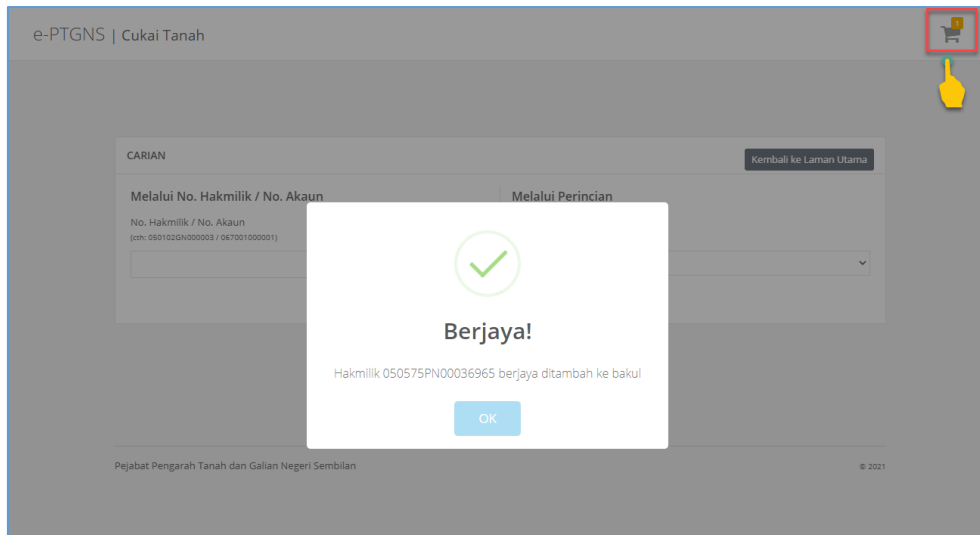 e-PTGNS | Cukai Tanah
1
CARIAN
Kembali ke Laman Utama
Melalui No. Hakmilik / No. Akaun
No. Hakmilik / No. Akaun
(cth: 050102GN000003 / 067001000001)
Melalui Perincian
Berjaya!
Hakmilik 050575PN00036965 berjaya ditambah ke bakul
OK
Pejabat Pengarah Tanah dan Galian Negeri Sembilan
© 2021